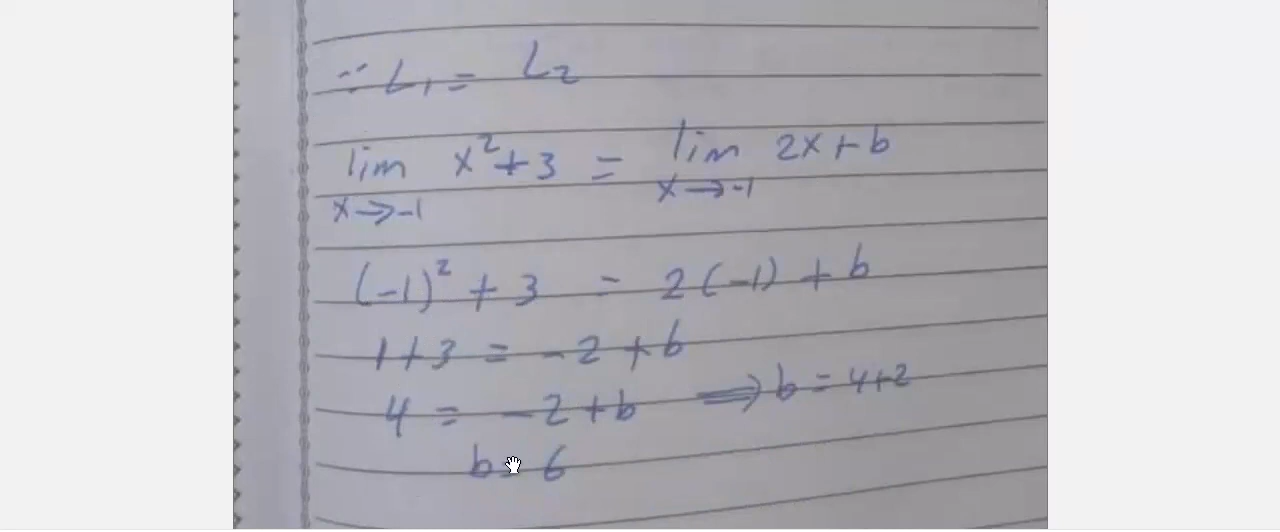 ∵ L₁ = L₂
lim x² + 3 = lim 2x + b
x → -1 x → -1
(-1)² + 3 = 2(-1) + b
1 + 3 = -2 + b
4 = -2 + b ⟹ b = 4+2
b = 6